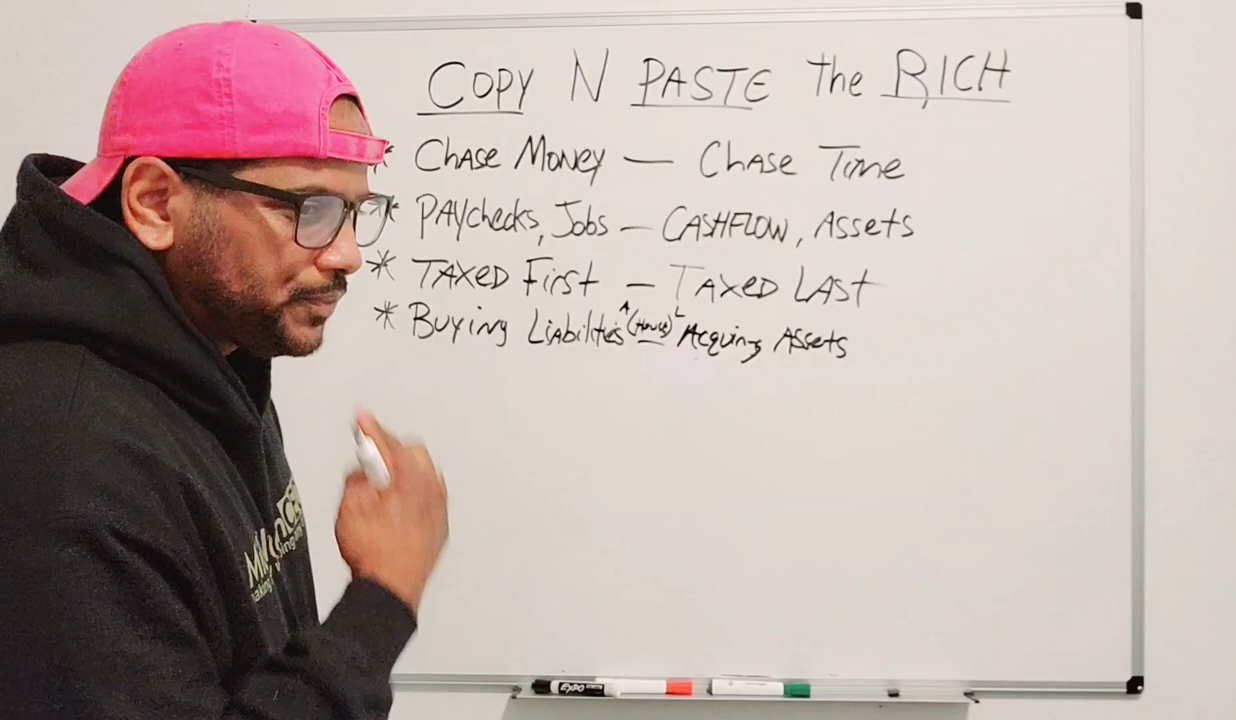 COPY N PASTE the RICH
* CHASE MONEY — CHASE TIME
* PAYchecks, Jobs — CASHFLOW, Assets
* TAXED First — TAXED LAST
* Buying Liabilities (House) — Acquiring Assets
A L
EXPO